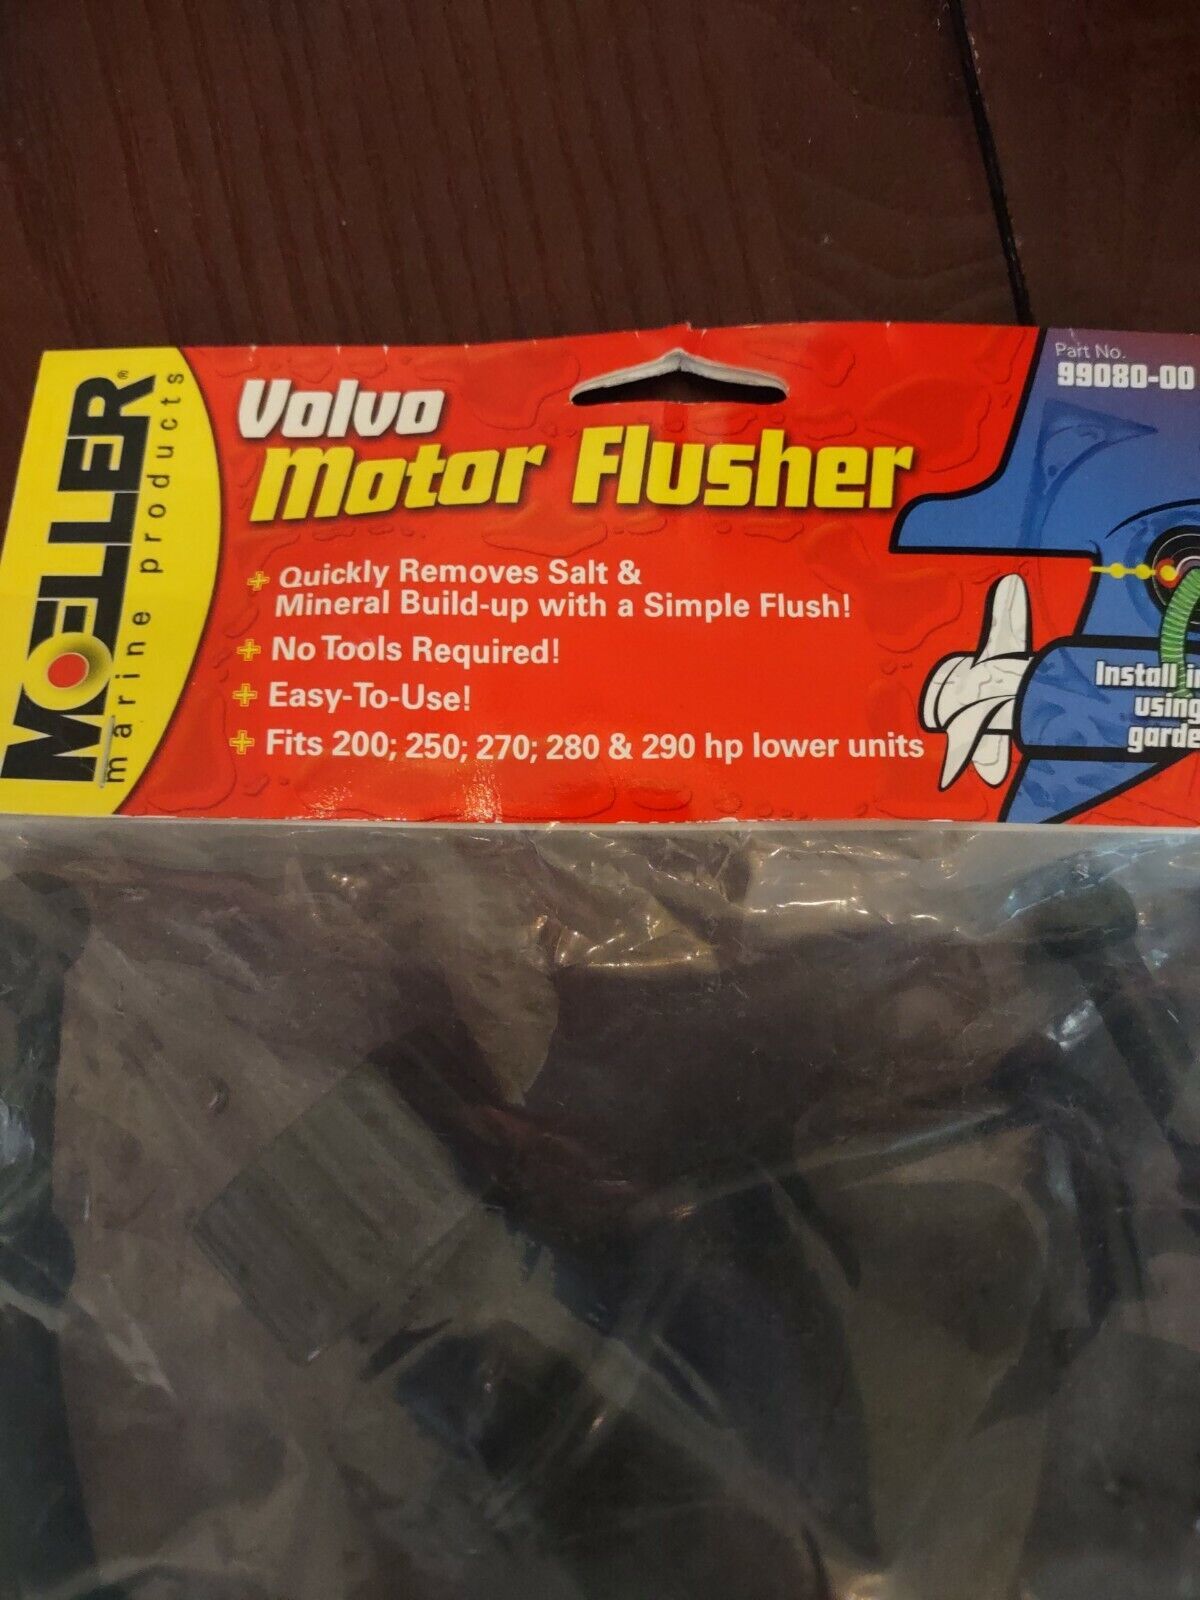 MOELLER®
marine products
Volvo
Motor Flusher
Quickly Removes Salt &
Mineral Build-up with a Simple Flush!
No Tools Required!
Easy-To-Use!
Fits 200; 250; 270; 280 & 290 hp lower units
Part No.
99080-00
Install
using